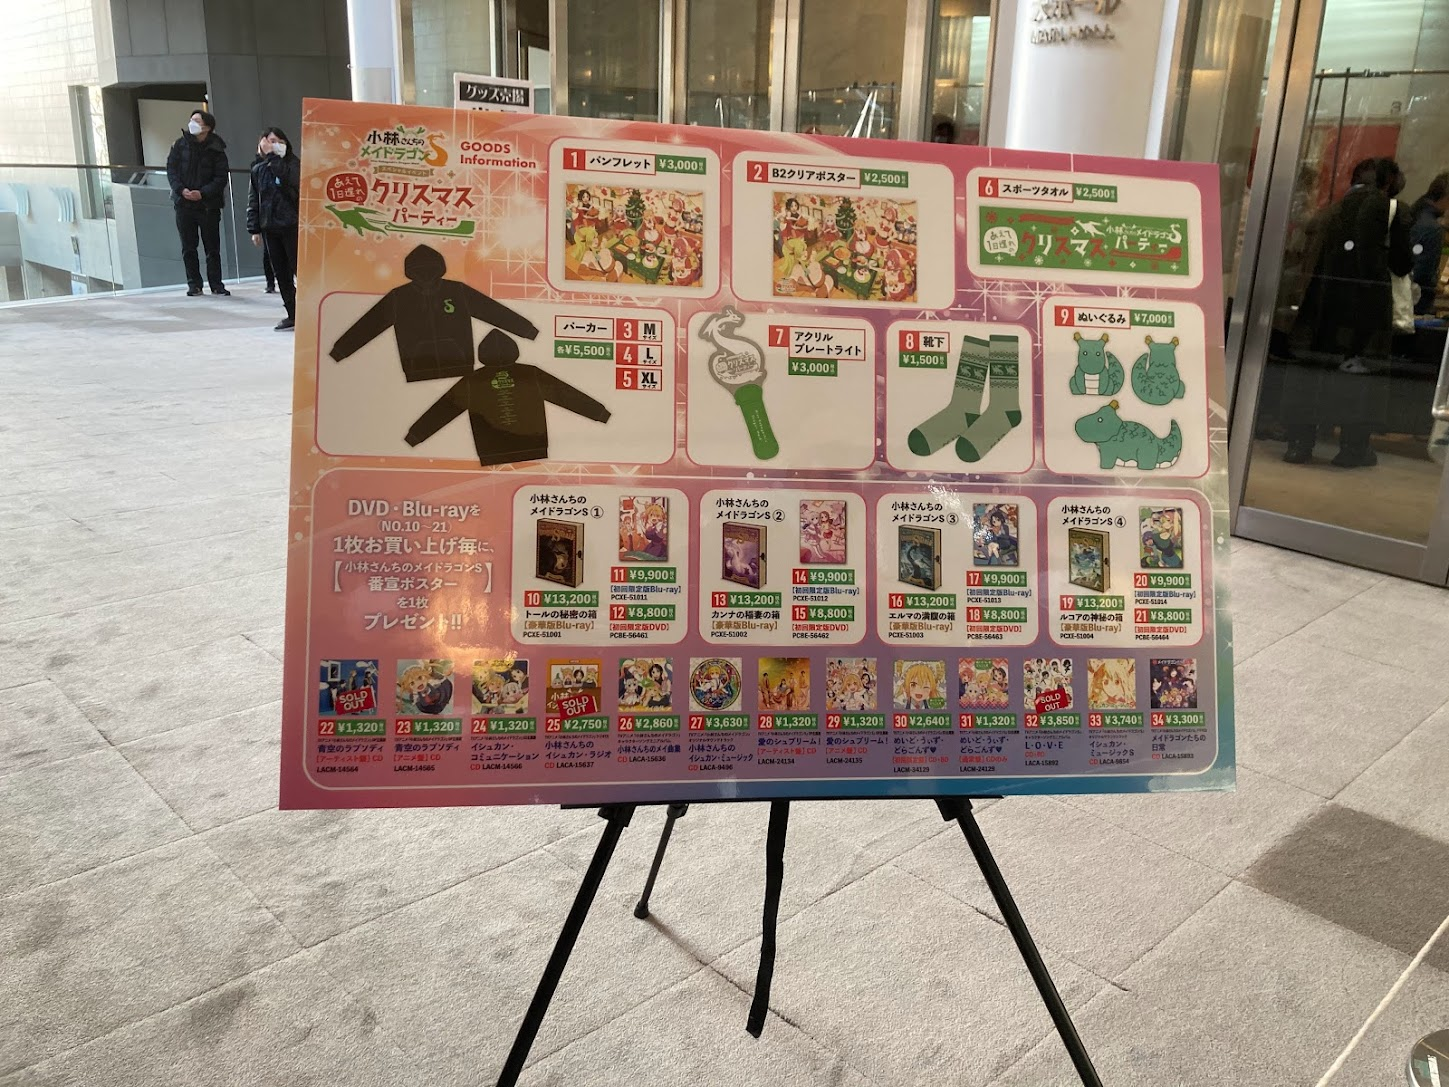 グッズ売場
小林さんちの
メイドラゴンS
スペシャルイベント
あえて
1日遅れの
クリスマス
パーティー
GOODS
Information
1 パンフレット ¥3,000
2 B2クリアポスター ¥2,500
6 スポーツタオル ¥2,500
あえて
1日遅れの
小林さんちのメイドラゴンS
クリスマスパーティー
パーカー
各¥5,500
3 Mサイズ
4 Lサイズ
5 XLサイズ
7 アクリル
プレートライト
¥3,000
8 靴下
¥1,500
9 ぬいぐるみ ¥7,000
DVD・Blu-rayを
NO.10~21)
1枚お買い上げ毎に、
【小林さんちのメイドラゴンS
番宣ポスター】
を1枚
プレゼント!!
小林さんちの
メイドラゴンS ①
10 ¥13,200
トールの秘密の箱
[豪華版Blu-ray]
PCXE-51001
11 ¥9,900
[初回限定版Blu-ray]
PCXE-51011
12 ¥8,800
[初回限定版DVD]
PCBE-56461
小林さんちの
メイドラゴンS ②
13 ¥13,200
カンナの稲妻の箱
[豪華版Blu-ray]
PCXE-51002
14 ¥9,900
[初回限定版Blu-ray]
PCXE-51012
15 ¥8,800
[初回限定版DVD]
PCBE-56462
小林さんちの
メイドラゴンS ③
16 ¥13,200
エルマの満腹の箱
[豪華版Blu-ray]
PCXE-51003
17 ¥9,900
[初回限定版Blu-ray]
PCXE-51013
18 ¥8,800
[初回限定版DVD]
PCBE-56463
小林さんちの
メイドラゴンS ④
19 ¥13,200
ルコアの神秘の箱
[豪華版Blu-ray]
PCXE-51004
20 ¥9,900
[初回限定版Blu-ray]
PCXE-51014
21 ¥8,800
[初回限定版DVD]
PCBE-56464
SOLD OUT
22 ¥1,320
青空のラプソディ
[アーティスト盤] CD
LACM-14564
23 ¥1,320
青空のラプソディ
[アニメ盤] CD
LACM-14565
24 ¥1,320
イシュカン・
コミュニケーション
CD LACM-14566
SOLD OUT
25 ¥2,750
小林さんちの
イシュカン・ラジオ
CD LACA-15637
26 ¥2,860
小林さんちのメイ曲集
CD LACA-15636
27 ¥3,630
小林さんちの
イシュカン・ミュージック
CD LACA-9496
28 ¥1,320
愛のシュプリーム!
[アーティスト盤] CD
LACM-24134
29 ¥1,320
愛のシュプリーム!
[アニメ盤] CD
LACM-24135
30 ¥2,640
めいど・うぃず・
どらごんず♥
LACM-34129
31 ¥1,320
めいど・うぃず・
どらごんず♥
LACM-24129
SOLD OUT
32 ¥3,850
L・O・V・E
LACA-15892
33 ¥3,740
イシュカン・
ミュージックS
CD LACA-9854
34 ¥3,300
メイドラゴンたちの
日常
CD LACA-15893